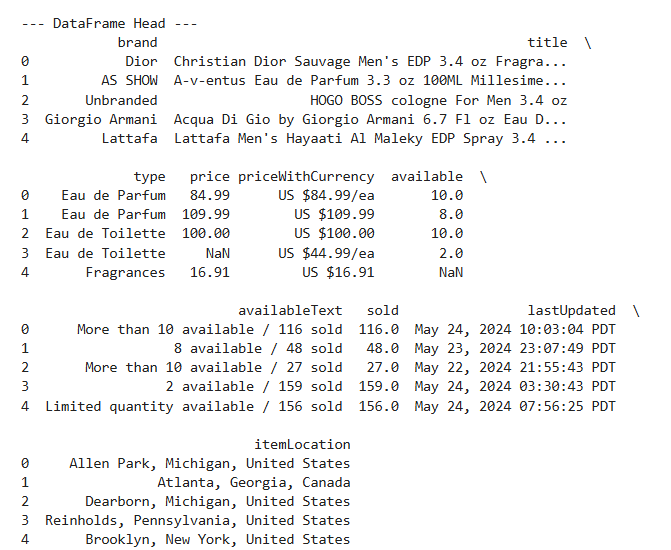 --- DataFrame Head ---
brand title \
0 Dior Christian Dior Sauvage Men's EDP 3.4 oz Fragra...
1 AS SHOW A-v-entus Eau de Parfum 3.3 oz 100ML Millesime...
2 Unbranded HOGO BOSS cologne For Men 3.4 oz
3 Giorgio Armani Acqua Di Gio by Giorgio Armani 6.7 Fl oz Eau D...
4 Lattafa Lattafa Men's Hayaati Al Maleky EDP Spray 3.4 ...
type price priceWithCurrency available \
0 Eau de Parfum 84.99 US $84.99/ea 10.0
1 Eau de Parfum 109.99 US $109.99 8.0
2 Eau de Toilette 100.00 US $100.00 10.0
3 Eau de Toilette NaN US $44.99/ea 2.0
4 Fragrances 16.91 US $16.91 NaN
availableText sold lastUpdated \
0 More than 10 available / 116 sold 116.0 May 24, 2024 10:03:04 PDT
1 8 available / 48 sold 48.0 May 23, 2024 23:07:49 PDT
2 More than 10 available / 27 sold 27.0 May 22, 2024 21:55:43 PDT
3 2 available / 159 sold 159.0 May 24, 2024 03:30:43 PDT
4 Limited quantity available / 156 sold 156.0 May 24, 2024 07:56:25 PDT
itemLocation
0 Allen Park, Michigan, United States
1 Atlanta, Georgia, Canada
2 Dearborn, Michigan, United States
3 Reinholds, Pennsylvania, United States
4 Brooklyn, New York, United States